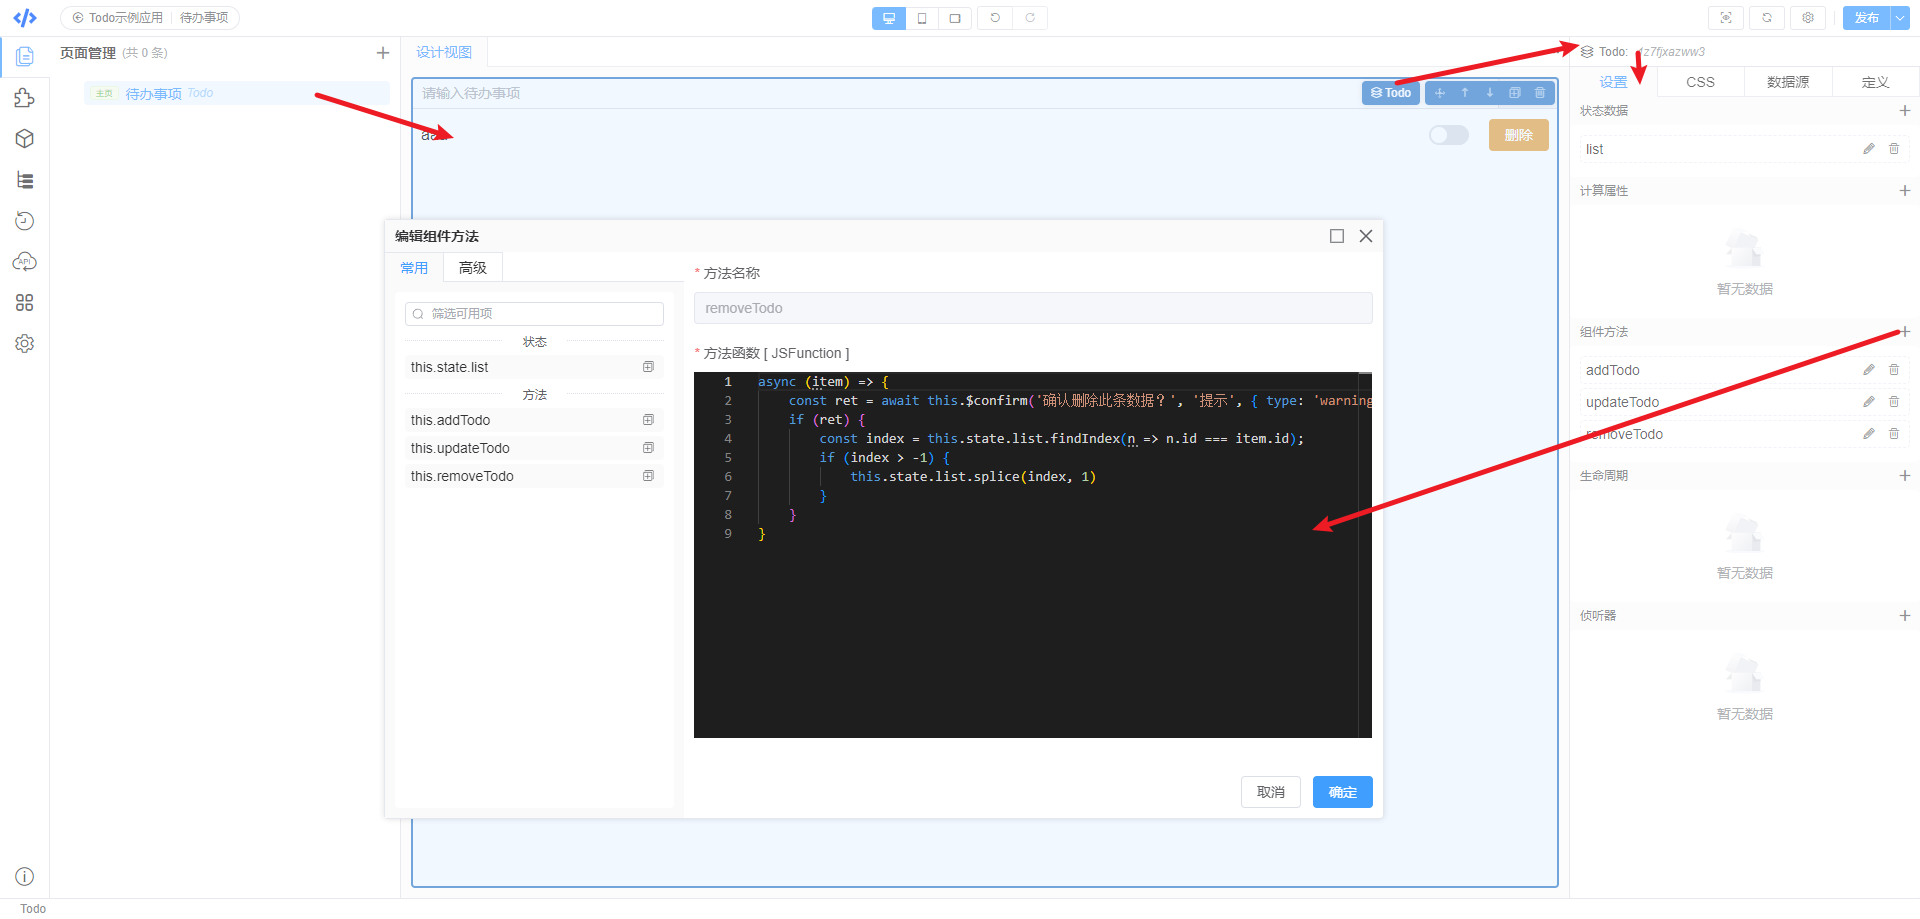 Todo示例应用
待办事项
发布
页面管理 (共 0 条)
主页 待办事项 Todo
设计视图
请输入待办事项
Todo
删除
Todo:
设置
CSS
数据源
定义
状态数据
list
计算属性
暂无数据
组件方法
addTodo
updateTodo
removeTodo
生命周期
暂无数据
侦听器
暂无数据
编辑组件方法
常用
高级
筛选可用项
状态
this.state.list
方法
this.addTodo
this.updateTodo
this.removeTodo
* 方法名称
removeTodo
* 方法函数 [ JSFunction ]
1 async (item) => {
2 const ret = await this.$confirm('确认删除此条数据？', '提示', { type: 'warning
3 if (ret) {
4 const index = this.state.list.findIndex(n => n.id === item.id);
5 if (index > -1) {
6 this.state.list.splice(index, 1)
7 }
8 }
9 }
取消
确定
API
Todo